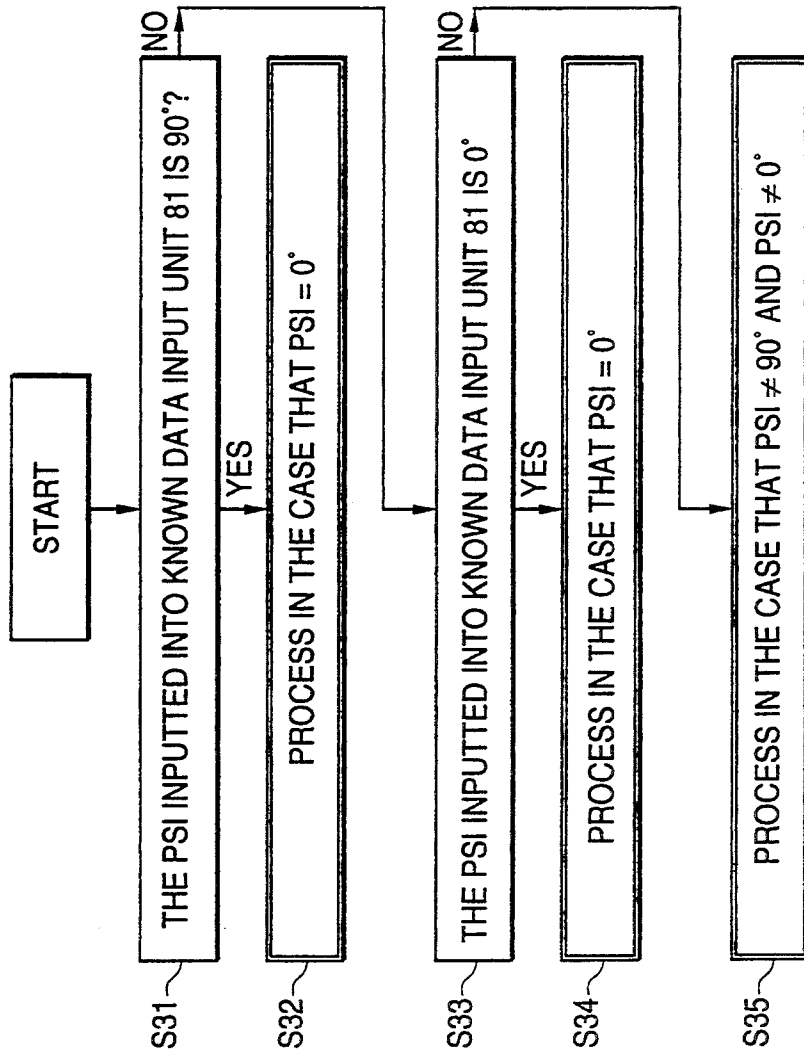 START
S31
THE PSI INPUTTED INTO KNOWN DATA INPUT UNIT 81 IS 90°?
NO
YES
S32
PROCESS IN THE CASE THAT PSI = 0°
S33
THE PSI INPUTTED INTO KNOWN DATA INPUT UNIT 81 IS 0°
NO
YES
S34
PROCESS IN THE CASE THAT PSI = 0°
S35
PROCESS IN THE CASE THAT PSI ≠ 90° AND PSI ≠ 0°